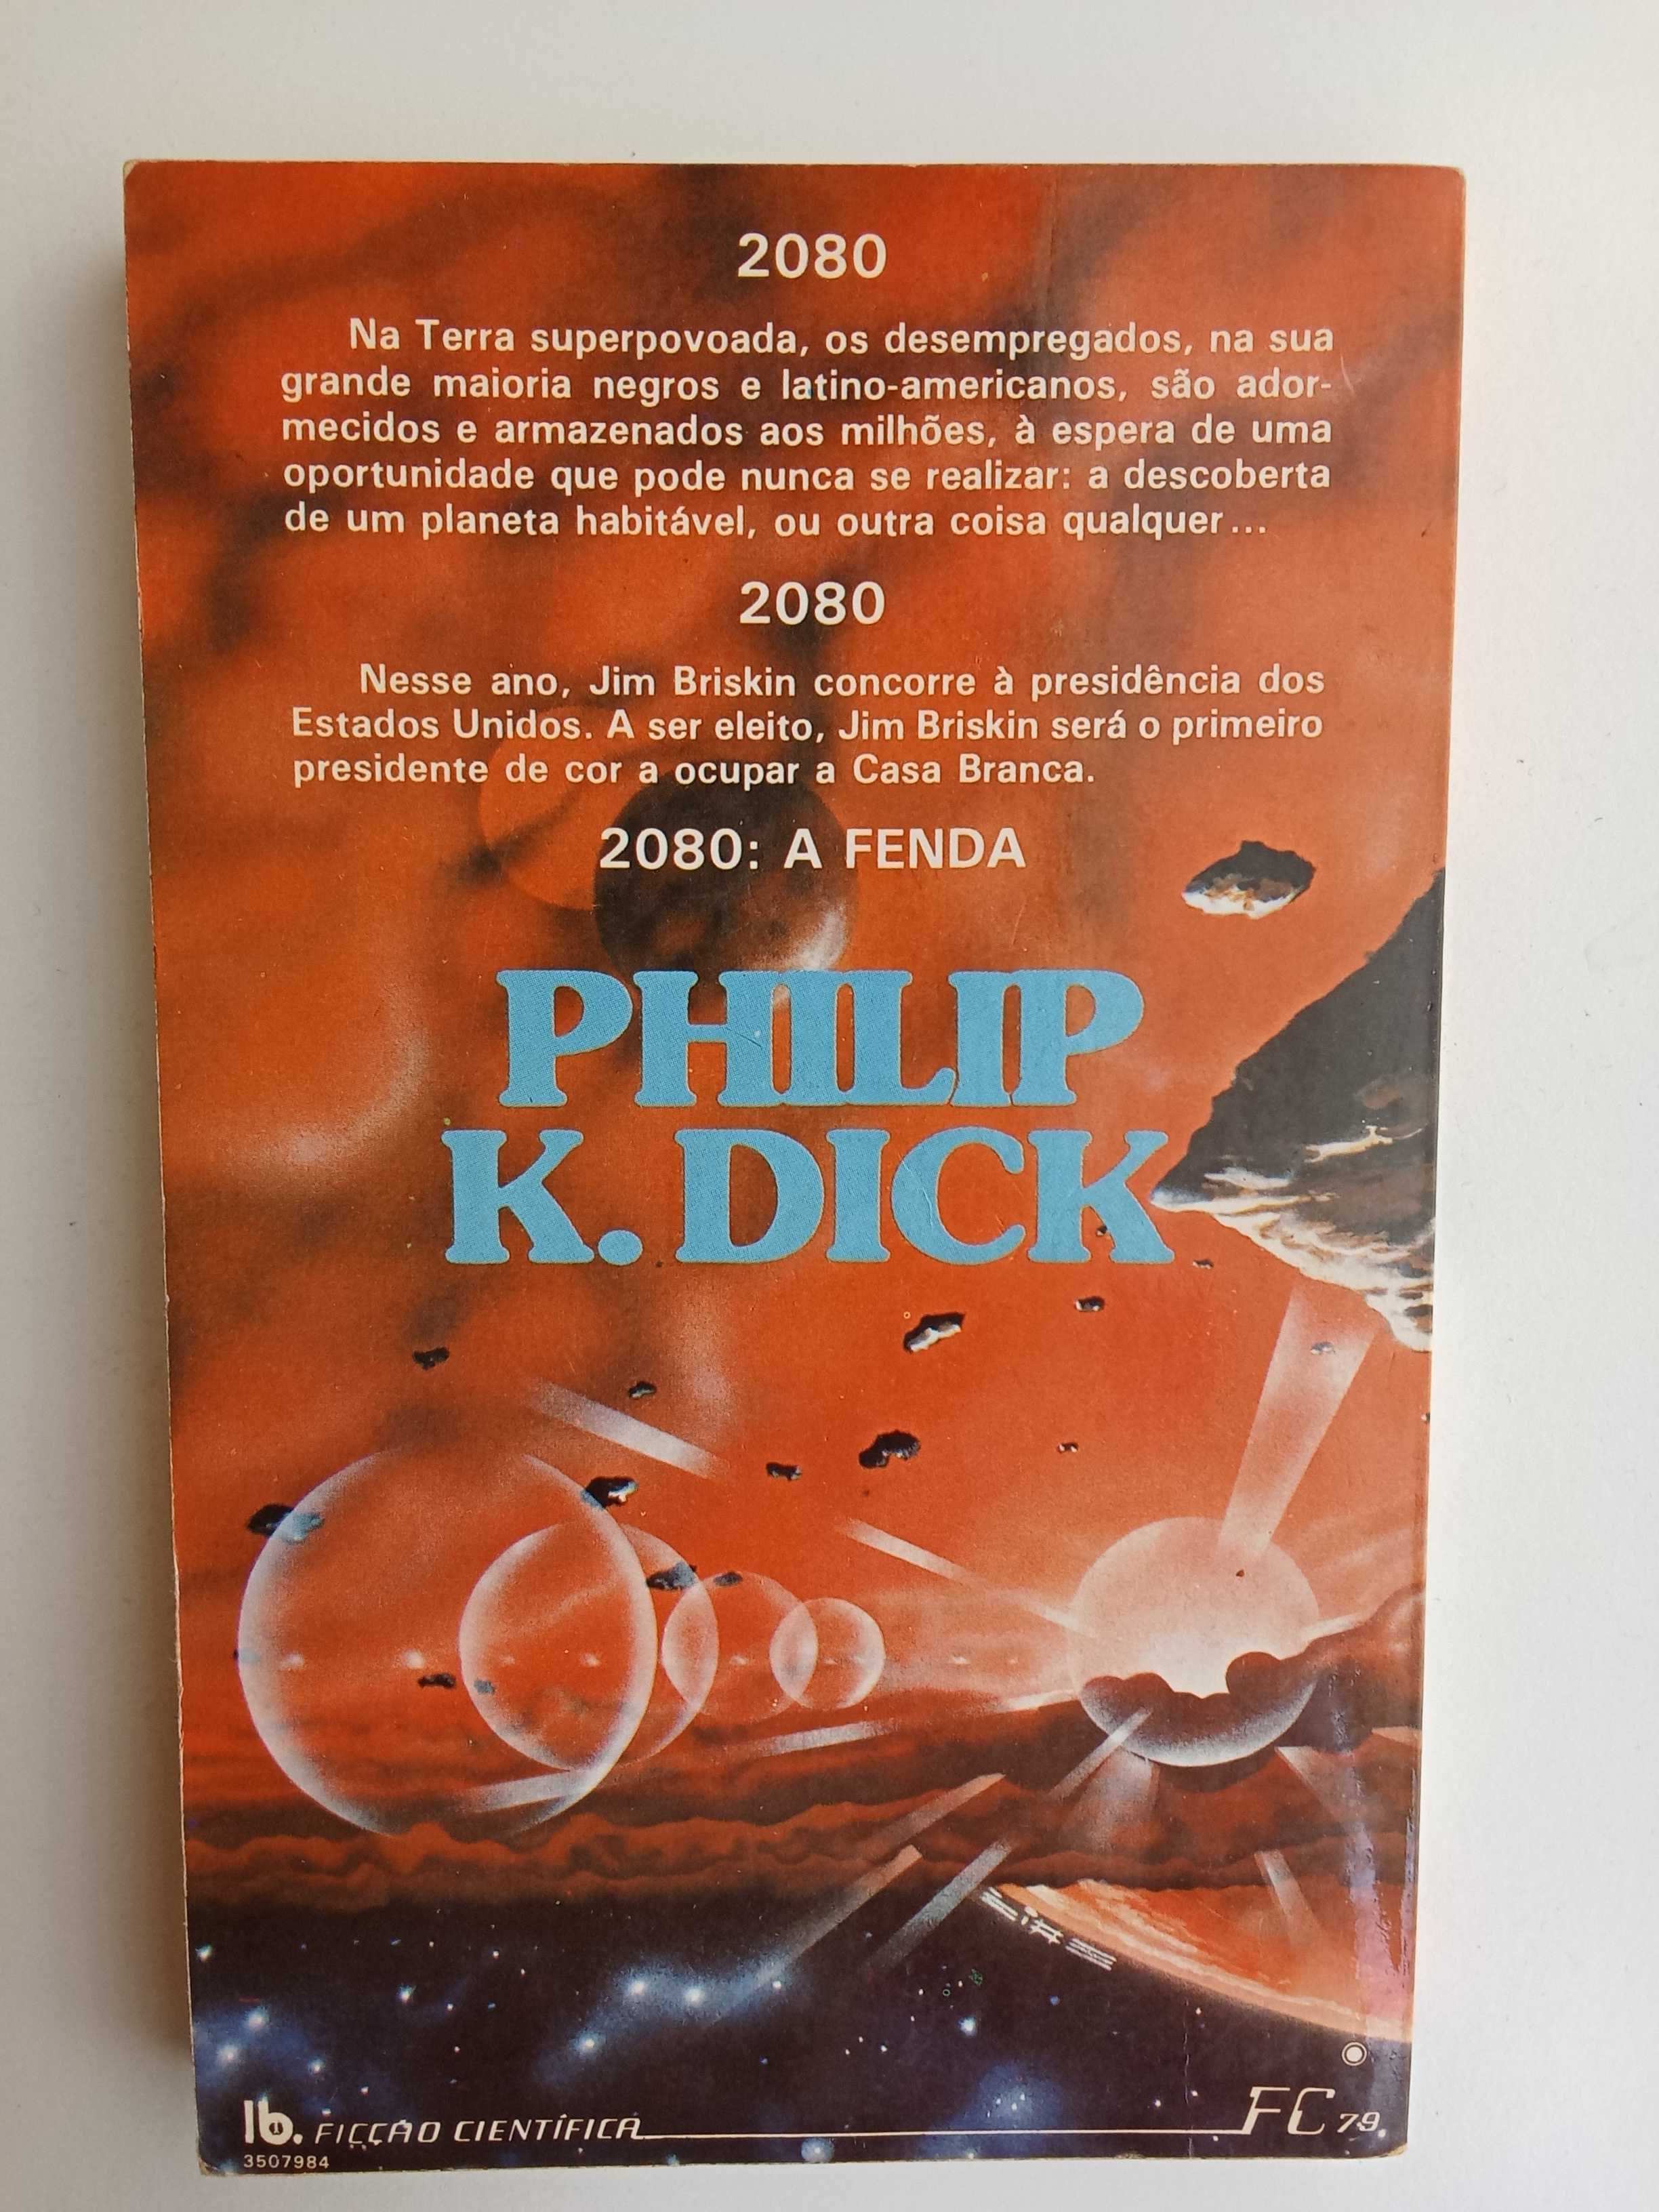 2080
Na Terra superpovoada, os desempregados, na sua
grande maioria negros e latino-americanos, são ador-
mecidos e armazenados aos milhões, à espera de uma
oportunidade que pode nunca se realizar: a descoberta
de um planeta habitável, ou outra coisa qualquer...
2080
Nesse ano, Jim Briskin concorre à presidência dos
Estados Unidos. A ser eleito, Jim Briskin será o primeiro
presidente de cor a ocupar a Casa Branca.
2080: A FENDA
PHILIP
K. DICK
lb. FICÇÃO CIENTÍFICA FC 79.
3507984